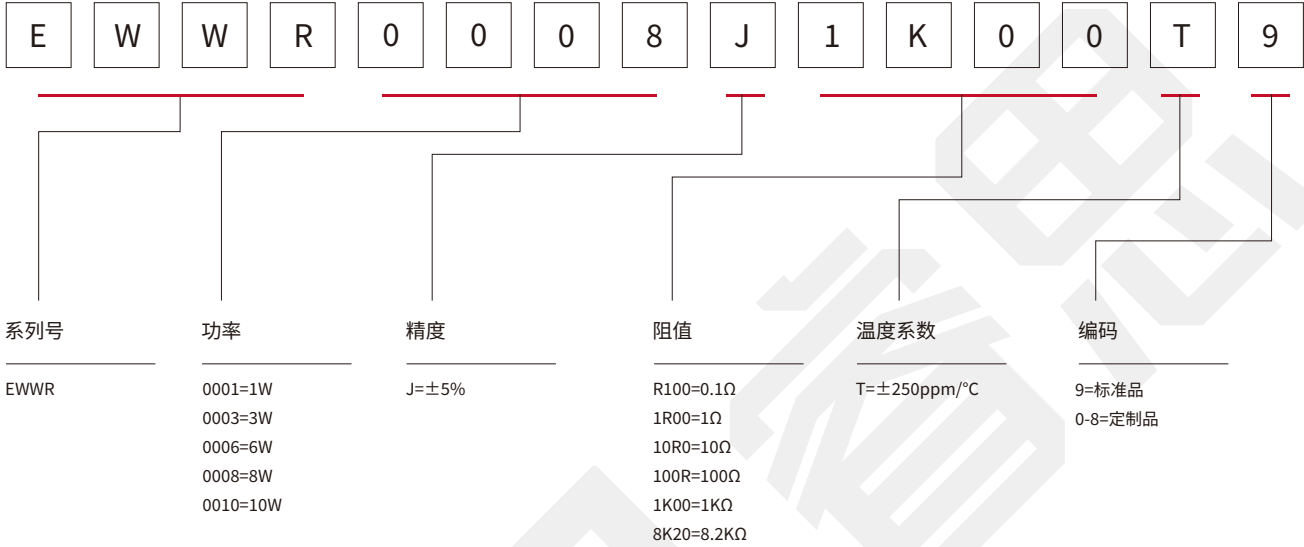 E W W R 0 0 0 8 J 1 K 0 0 T 9
系列号 功率 精度 阻值 温度系数 编码
EWWR 0001=1W J=±5% R100=0.1Ω T=±250ppm/°C 9=标准品
0003=3W 1R00=1Ω 0-8=定制品
0006=6W 10R0=10Ω
0008=8W 100R=100Ω
0010=10W 1K00=1KΩ
8K20=8.2KΩ